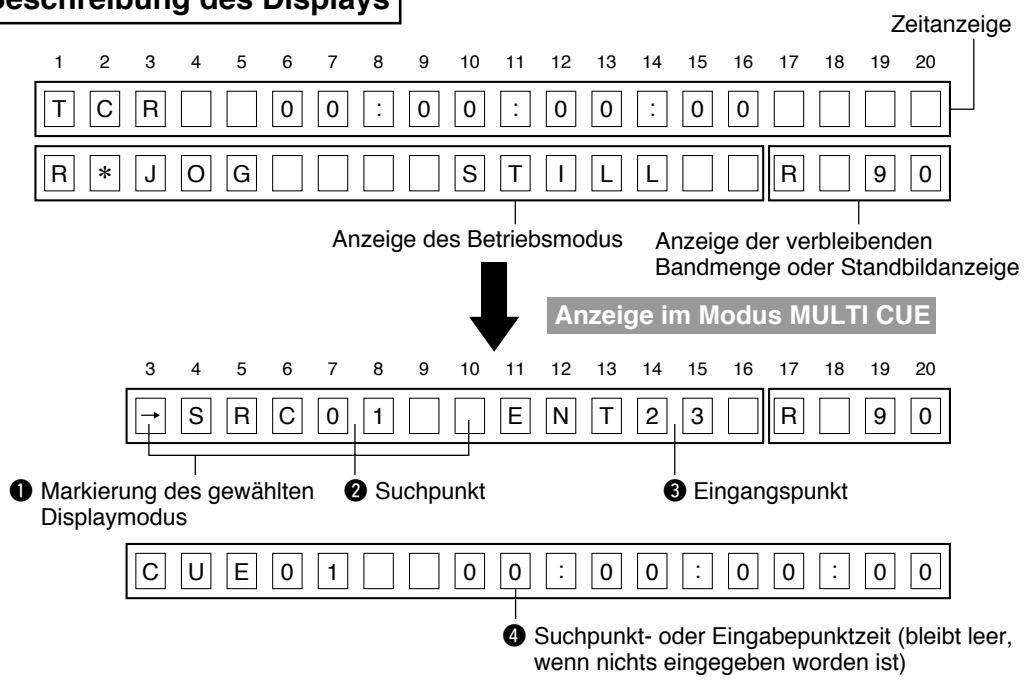 Beschreibung des Displays
Zeitanzeige
1 2 3 4 5 6 7 8 9 10 11 12 13 14 15 16 17 18 19 20
T C R 0 0 : 0 0 : 0 0 : 0 0
R * J O G S T I L L R 9 0
Anzeige des Betriebsmodus
Anzeige der verbleibenden
Bandmenge oder Standbildanzeige
Anzeige im Modus MULTI CUE
3 4 5 6 7 8 9 10 11 12 13 14 15 16 17 18 19 20
→ S R C 0 1 E N T 2 3 R 9 0
❶ Markierung des gewählten
Displaymodus
❷ Suchpunkt
❸ Eingangspunkt
C U E 0 1 0 0 : 0 0 : 0 0 : 0 0
❹ Suchpunkt- oder Eingabepunktzeit (bleibt leer,
wenn nichts eingegeben worden ist)